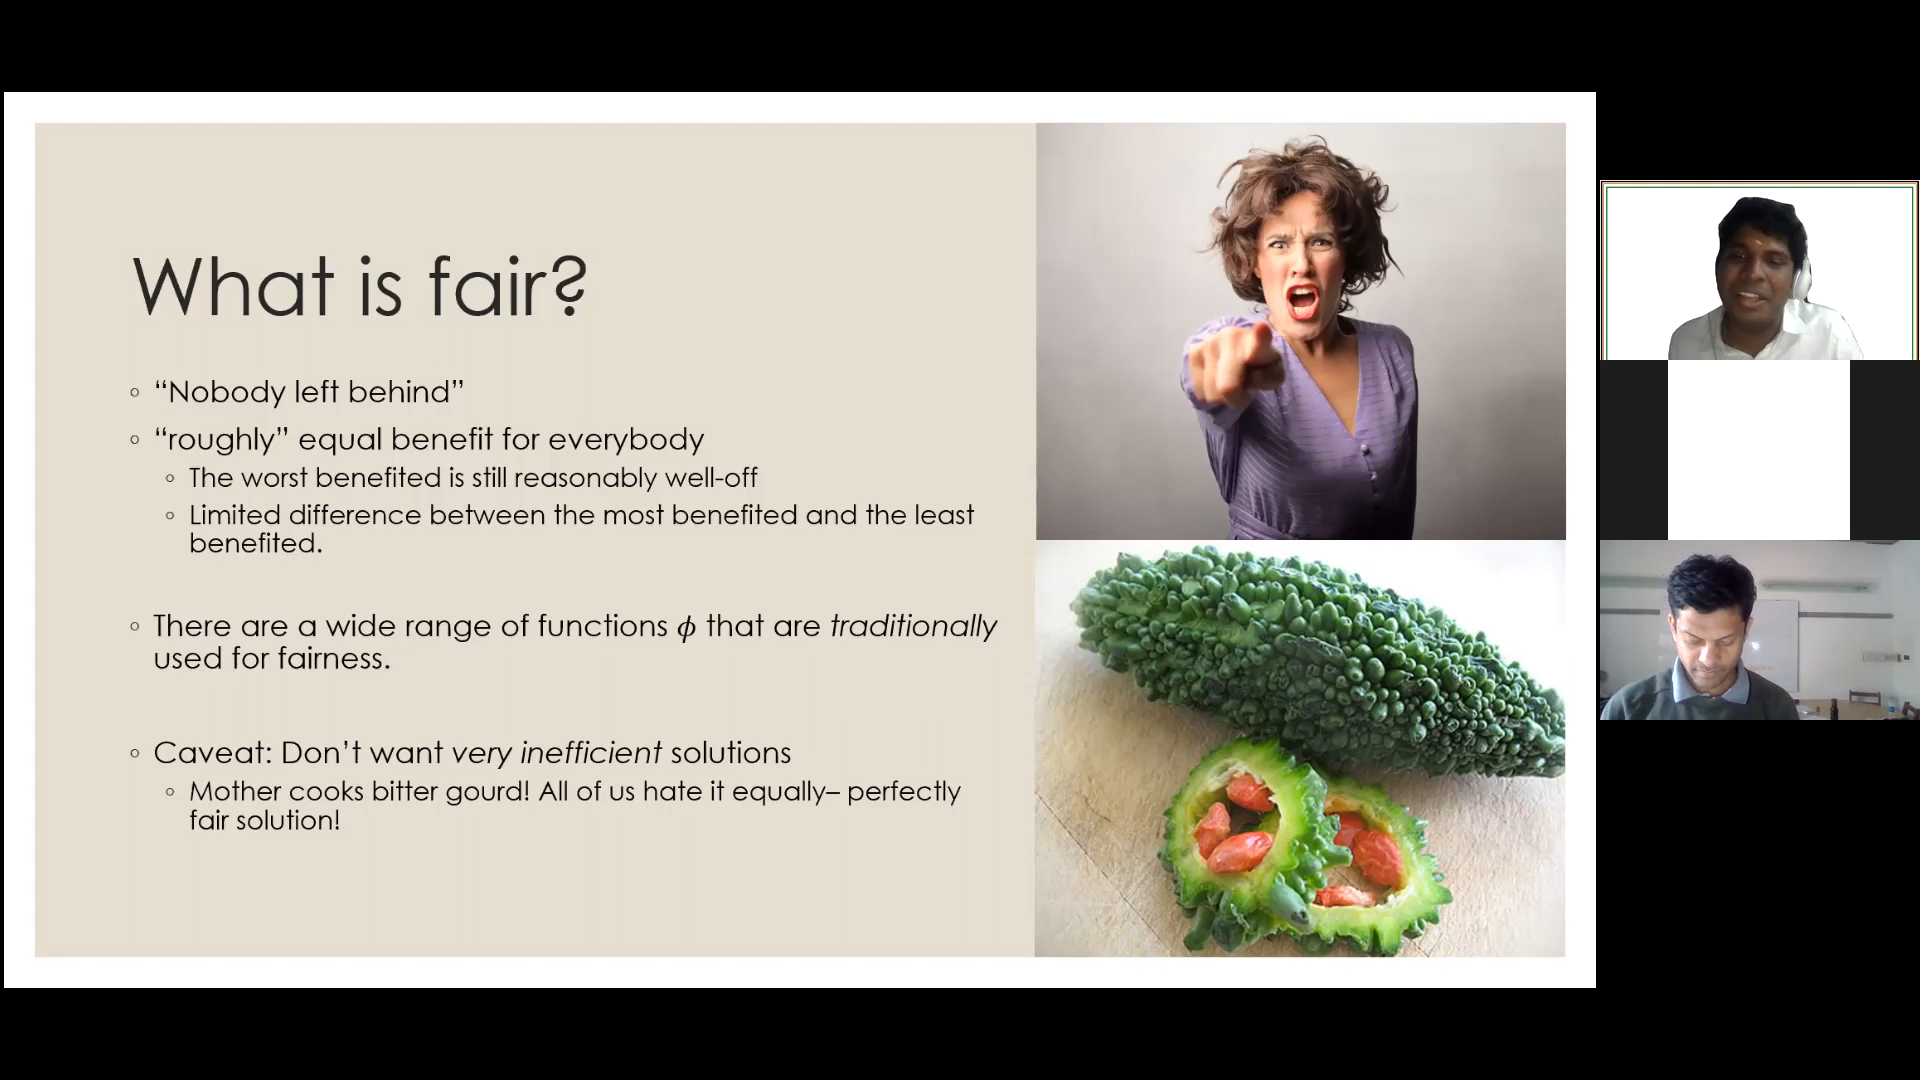 What is fair?
◦ “Nobody left behind”
◦ “roughly” equal benefit for everybody
◦ The worst benefited is still reasonably well-off
◦ Limited difference between the most benefited and the least
benefited.
◦ There are a wide range of functions ϕ that are traditionally
used for fairness.
◦ Caveat: Don’t want very inefficient solutions
◦ Mother cooks bitter gourd! All of us hate it equally– perfectly
fair solution!